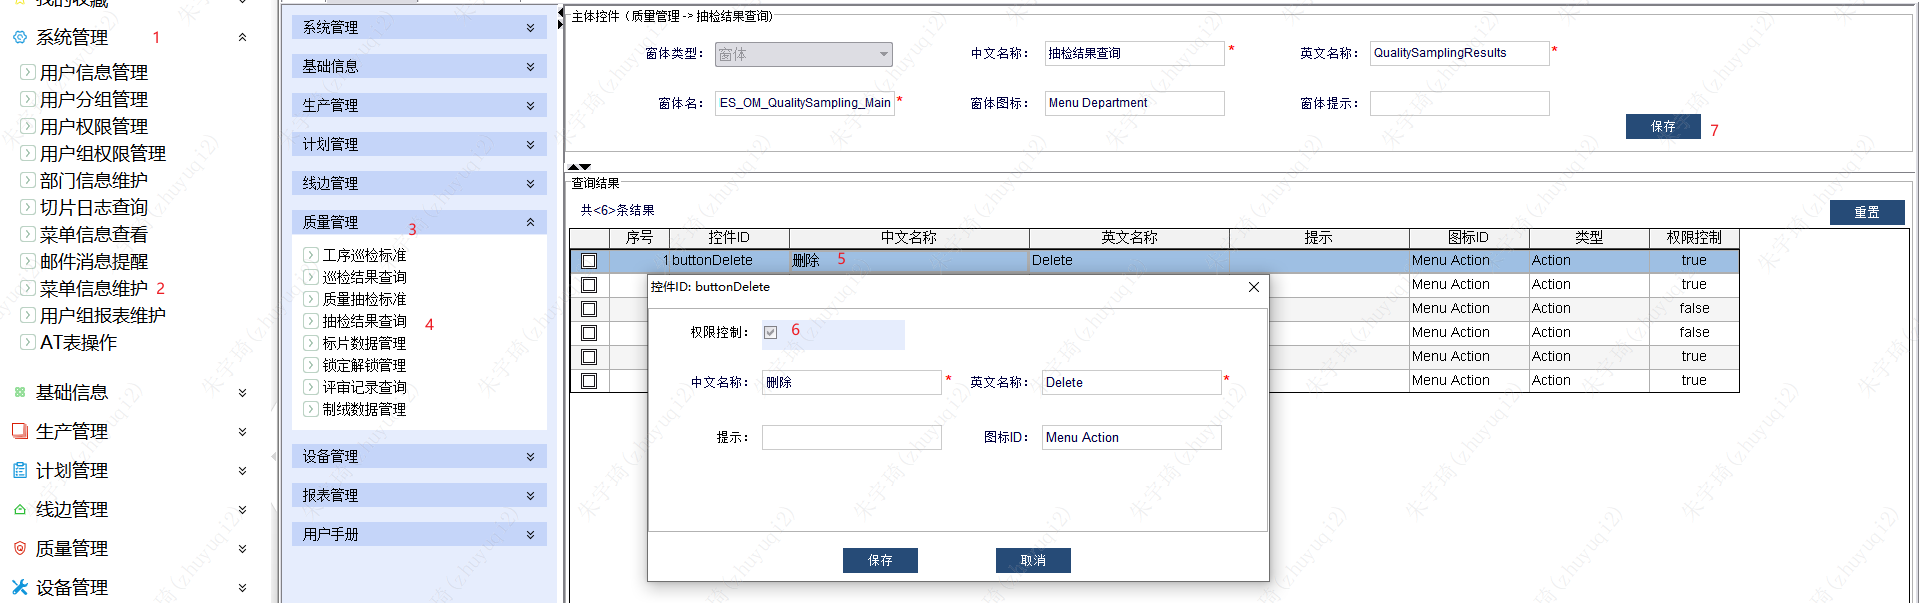 我的收藏
系统管理 1
用户信息管理
用户分组管理
用户权限管理
用户组权限管理
部门信息维护
切片日志查询
菜单信息查看
邮件消息提醒
菜单信息维护 2
用户组报表维护
AT表操作
基础信息
生产管理
计划管理
线边管理
质量管理
设备管理
系统管理
基础信息
生产管理
计划管理
线边管理
质量管理 3
工序巡检标准
巡检结果查询
质量抽检标准
抽检结果查询 4
标片数据管理
锁定解锁管理
评审记录查询
制绒数据管理
设备管理
报表管理
用户手册
主体控件（质量管理 -> 抽检结果查询)
窗体类型： 窗体 中文名称： 抽检结果查询 * 英文名称： QualitySamplingResults *
窗体名： ES_OM_QualitySampling_Main * 窗体图标： Menu Department 窗体提示：
保存 7
查询结果
共<6>条结果
重置
序号 控件ID 中文名称 英文名称 提示 图标ID 类型 权限控制
1 buttonDelete 删除 5 Delete Menu Action Action true
Menu Action Action true
Menu Action Action false
Menu Action Action false
Menu Action Action true
Menu Action Action true
控件ID: buttonDelete
权限控制： 6
中文名称： 删除 * 英文名称： Delete *
提示： 图标ID： Menu Action
保存 取消
朱宇琦(zhuyuqi2)